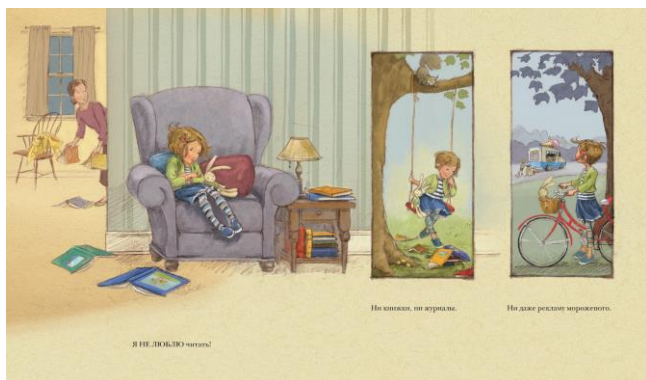 Я НЕ ЛЮБЛЮ читать!
Ни книжки, ни журналы.
Ни даже рекламу мороженого.